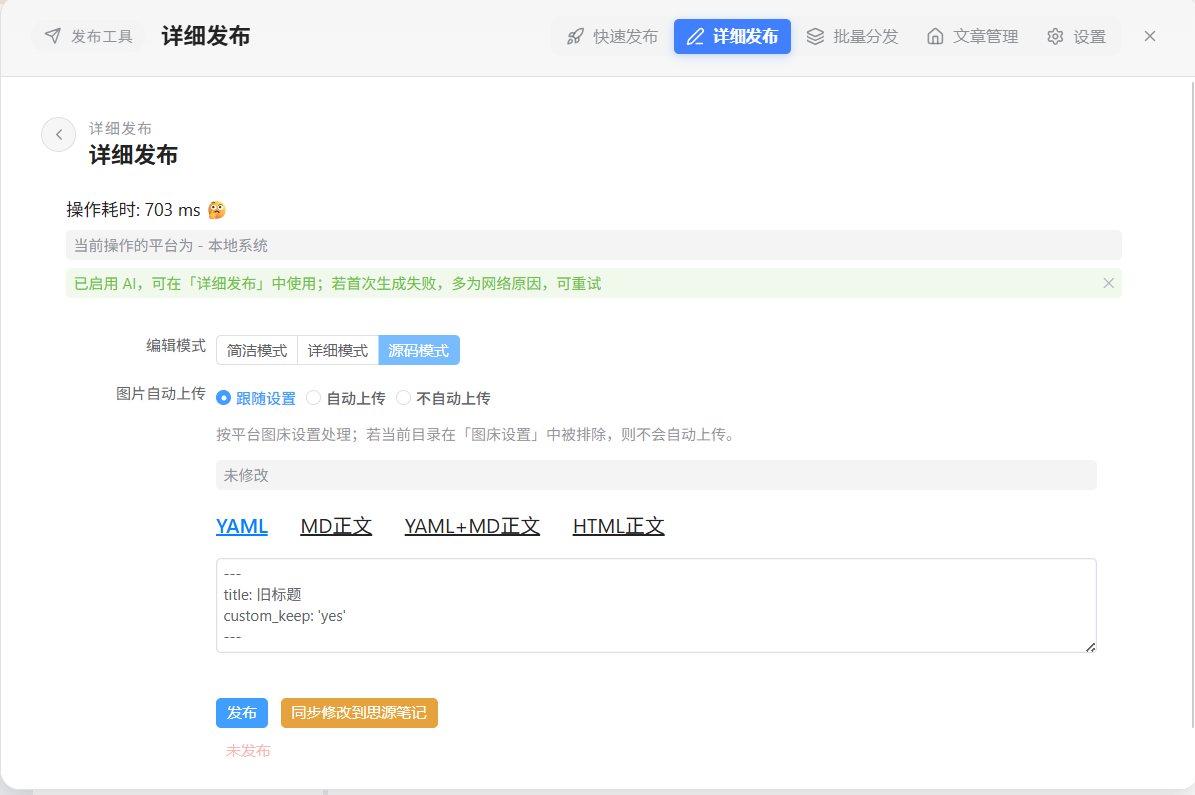 发布工具 详细发布 快速发布 详细发布 批量分发 文章管理 设置
详细发布
详细发布
操作耗时: 703 ms 🤔
当前操作的平台为 - 本地系统
已启用 AI，可在「详细发布」中使用；若首次生成失败，多为网络原因，可重试
编辑模式 简洁模式 详细模式 源码模式
图片自动上传 跟随设置 自动上传 不自动上传
按平台图床设置处理；若当前目录在「图床设置」中被排除，则不会自动上传。
未修改
YAML MD正文 YAML+MD正文 HTML正文
---
title: 旧标题
custom_keep: 'yes'
---
发布 同步修改到思源笔记
未发布